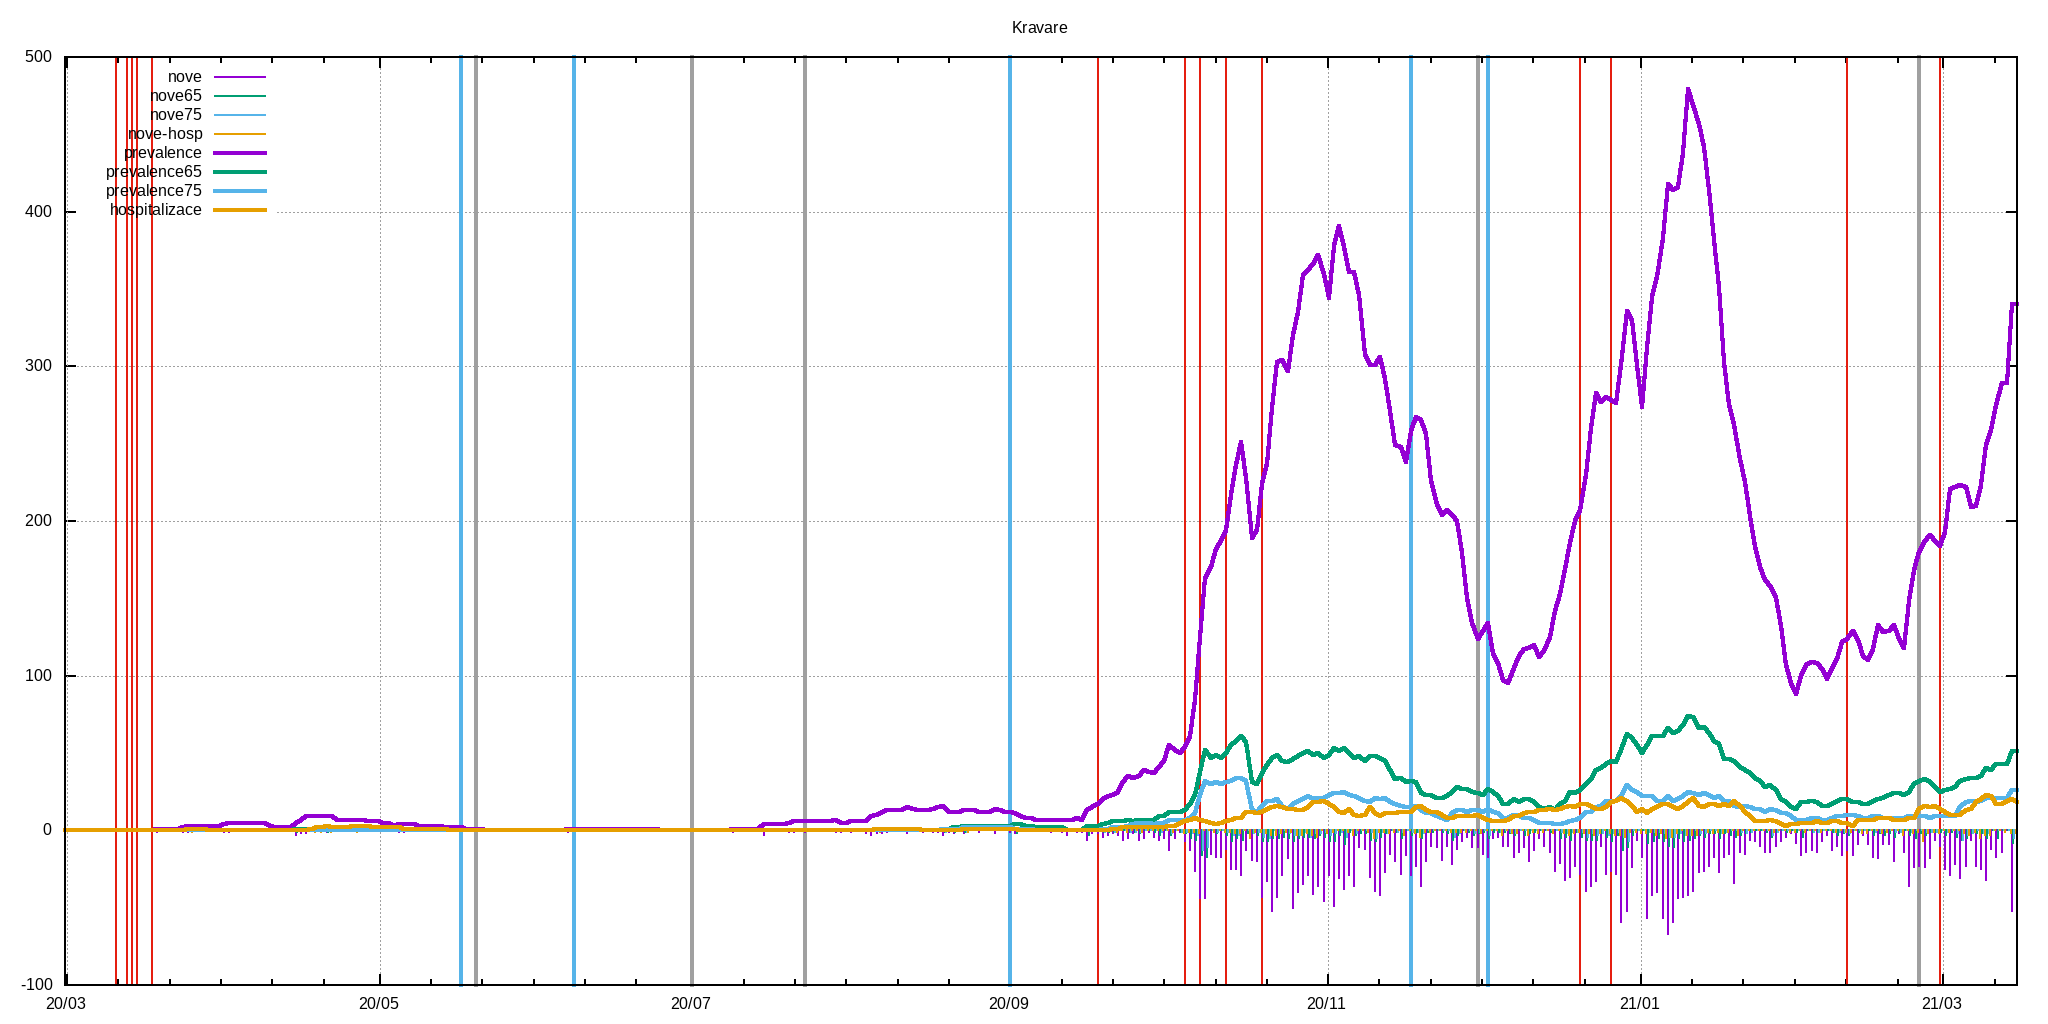 Kravare
500
nove
nove65
nove75
nove-hosp
prevalence
prevalence65
prevalence75
hospitalizace
400
300
200
100
0
-100
20/03 20/05 20/07 20/09 20/11 21/01 21/03